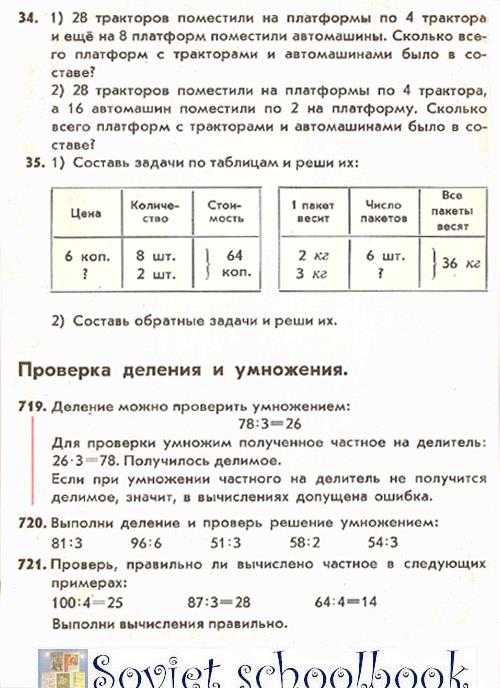 34. 1) 28 тракторов поместили на платформы по 4 трактора
и ещё на 8 платформ поместили автомашины. Сколько все-
го платформ с тракторами и автомашинами было в со-
ставе?
2) 28 тракторов поместили на платформы по 4 трактора,
а 16 автомашин поместили по 2 на платформу. Сколько
всего платформ с тракторами и автомашинами было в со-
ставе?
35. 1) Составь задачи по таблицам и реши их:
Цена
Количе-
ство
Стои-
мость
6 коп.
?
8 шт.
2 шт.
64
коп.
1 пакет
весит
Число
пакетов
Все
пакеты
весят
2 кг
3 кг
6 шт.
?
36 кг
2) Составь обратные задачи и реши их.
Проверка деления и умножения.
719. Деление можно проверить умножением:
78:3=26
Для проверки умножим полученное частное на делитель:
26·3=78. Получилось делимое.
Если при умножении частного на делитель не получится
делимое, значит, в вычислениях допущена ошибка.
720. Выполни деление и проверь решение умножением:
81:3 96:6 51:3 58:2 54:3
721. Проверь, правильно ли вычислено частное в следующих
примерах:
100:4=25 87:3=28 64:4=14
Выполни вычисления правильно.
Soviet schoolbook